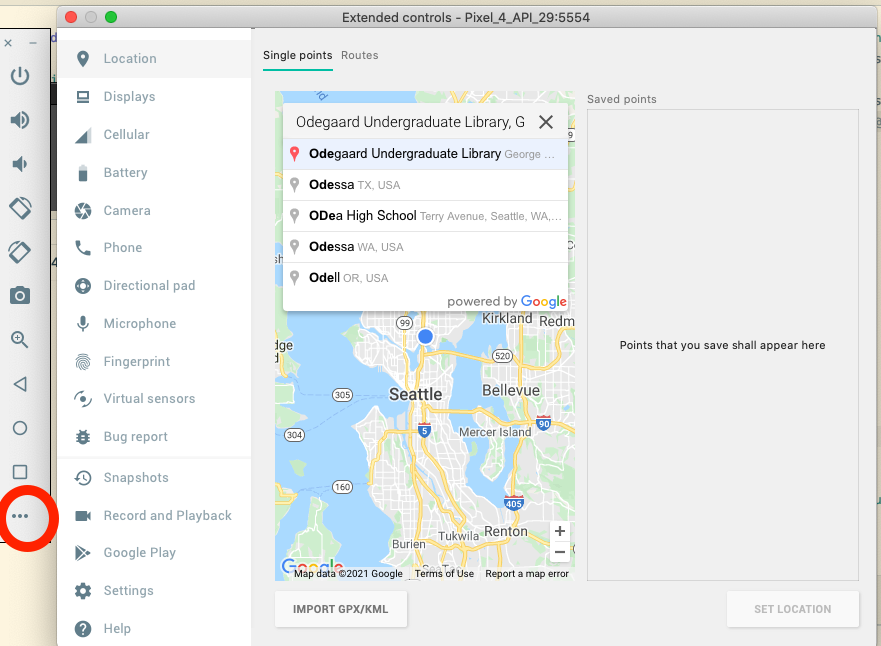 Extended controls - Pixel_4_API_29:5554
Location
Displays
Cellular
Battery
Camera
Phone
Directional pad
Microphone
Fingerprint
Virtual sensors
Bug report
Snapshots
Record and Playback
Google Play
Settings
Help
Single points
Routes
Odegaard Undergraduate Library, G
Odegaard Undergraduate Library George ...
Odessa TX, USA
ODea High School Terry Avenue, Seattle, WA,...
Odessa WA, USA
Odell OR, USA
powered by Google
99
Kirkland
Redm
520
305
Seattle
Bellevue
5
90
304
Mercer Island
160
405
Tukwila
Renton
Burien
+
−
Google
Map data ©2021 Google
Terms of Use
Report a map error
IMPORT GPX/KML
Saved points
Points that you save shall appear here
SET LOCATION